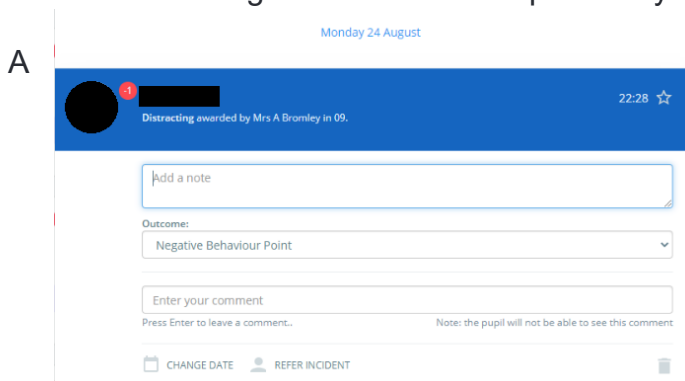 Monday 24 August
A
-1
22:28
Distracting awarded by Mrs A Bromley in 09.
Add a note
Outcome:
Negative Behaviour Point
Enter your comment
Press Enter to leave a comment.. Note: the pupil will not be able to see this comment
CHANGE DATE REFER INCIDENT